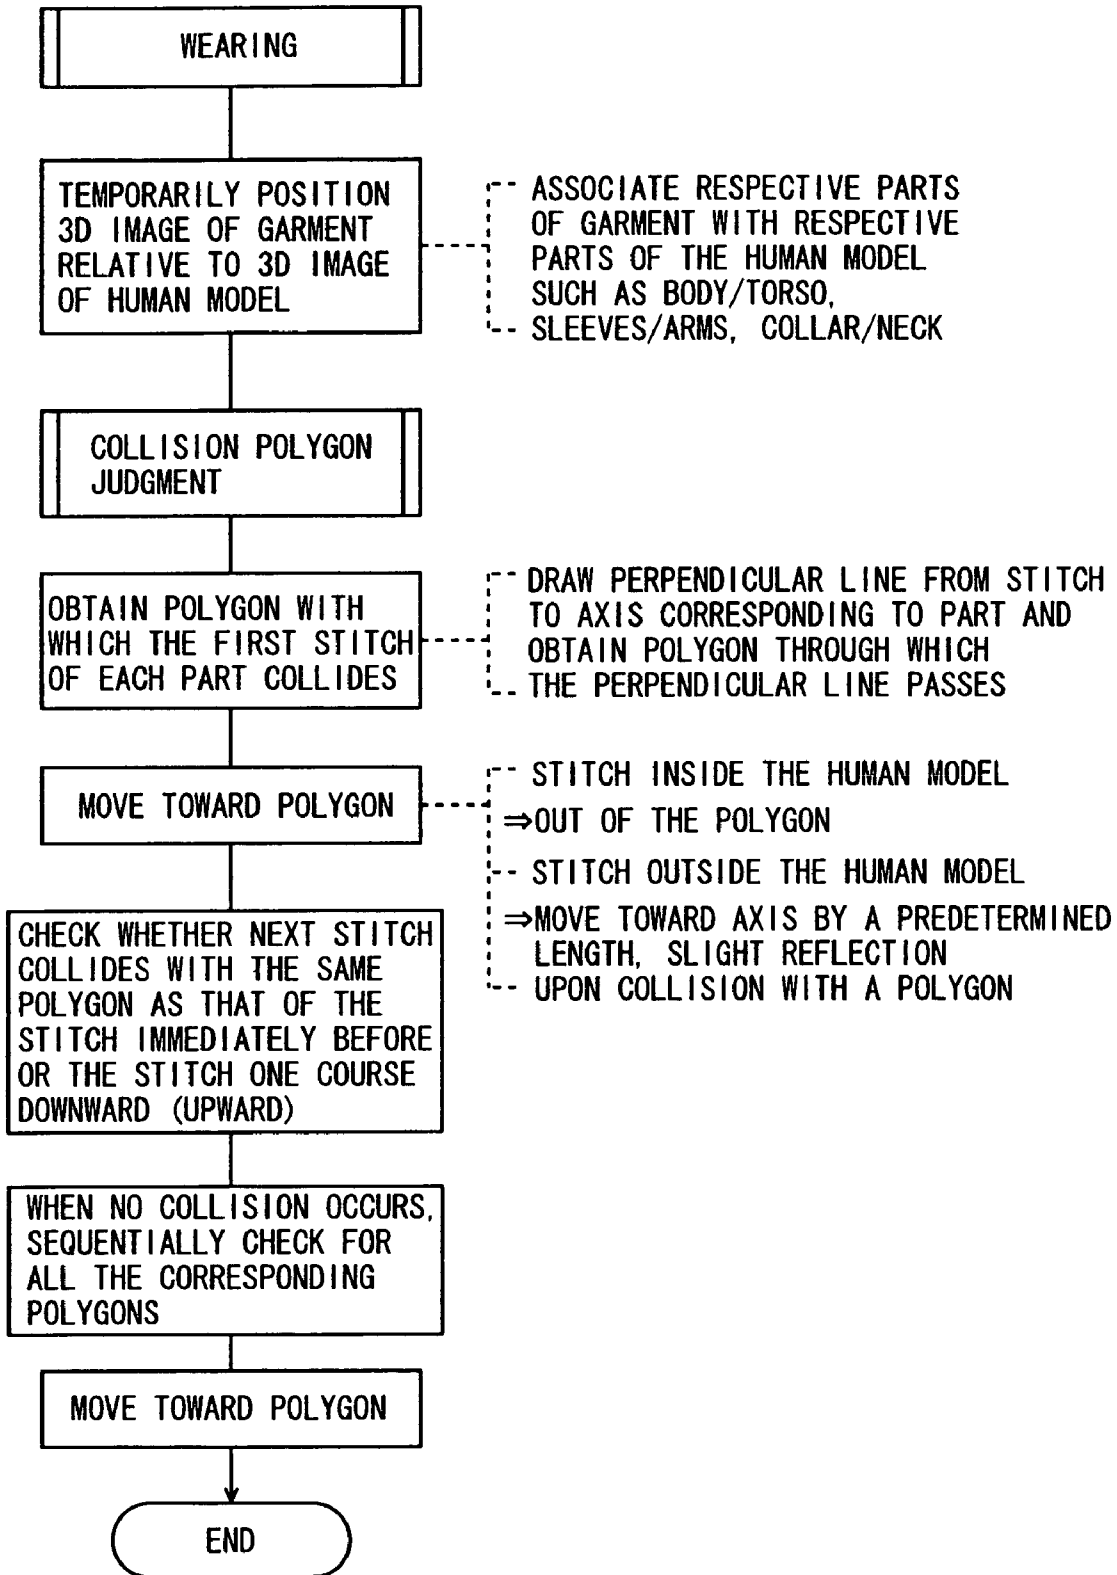 WEARING
TEMPORARILY POSITION
3D IMAGE OF GARMENT
RELATIVE TO 3D IMAGE
OF HUMAN MODEL
ASSOCIATE RESPECTIVE PARTS
OF GARMENT WITH RESPECTIVE
PARTS OF THE HUMAN MODEL
SUCH AS BODY/TORSO,
SLEEVES/ARMS, COLLAR/NECK
COLLISION POLYGON
JUDGMENT
OBTAIN POLYGON WITH
WHICH THE FIRST STITCH
OF EACH PART COLLIDES
DRAW PERPENDICULAR LINE FROM STITCH
TO AXIS CORRESPONDING TO PART AND
OBTAIN POLYGON THROUGH WHICH
THE PERPENDICULAR LINE PASSES
MOVE TOWARD POLYGON
STITCH INSIDE THE HUMAN MODEL
⇒OUT OF THE POLYGON
STITCH OUTSIDE THE HUMAN MODEL
⇒MOVE TOWARD AXIS BY A PREDETERMINED
LENGTH, SLIGHT REFLECTION
UPON COLLISION WITH A POLYGON
CHECK WHETHER NEXT STITCH
COLLIDES WITH THE SAME
POLYGON AS THAT OF THE
STITCH IMMEDIATELY BEFORE
OR THE STITCH ONE COURSE
DOWNWARD (UPWARD)
WHEN NO COLLISION OCCURS,
SEQUENTIALLY CHECK FOR
ALL THE CORRESPONDING
POLYGONS
MOVE TOWARD POLYGON
END